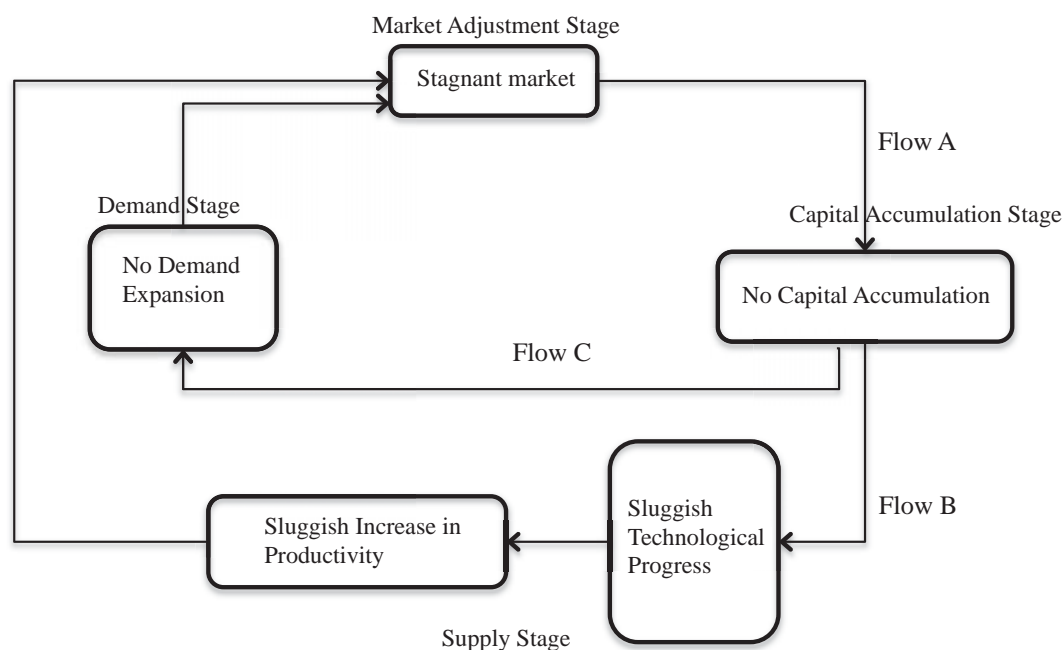 Market Adjustment Stage
Stagnant market
Flow A
Demand Stage
Capital Accumulation Stage
No Demand
Expansion
No Capital Accumulation
Flow C
Flow B
Sluggish
Technological
Progress
Sluggish Increase in
Productivity
Supply Stage